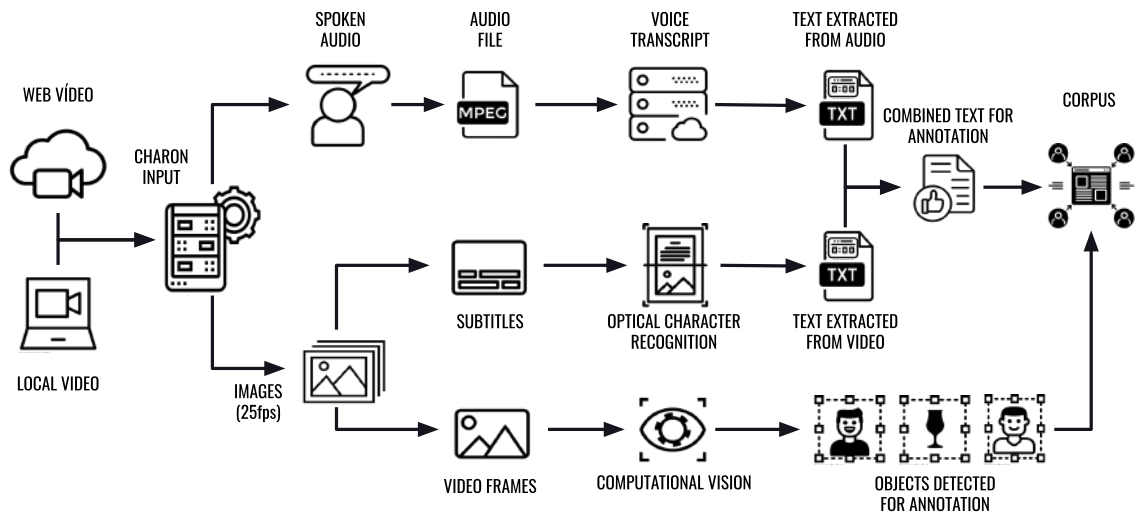 SPOKEN
AUDIO
AUDIO
FILE
VOICE
TRANSCRIPT
TEXT EXTRACTED
FROM AUDIO
WEB VÍDEO
CHARON
INPUT
MPEG
TXT
COMBINED TEXT FOR
ANNOTATION
CORPUS
TXT
SUBTITLES
OPTICAL CHARACTER
RECOGNITION
TEXT EXTRACTED
FROM VIDEO
LOCAL VIDEO
IMAGES
(25fps)
VIDEO FRAMES
COMPUTATIONAL VISION
OBJECTS DETECTED
FOR ANNOTATION